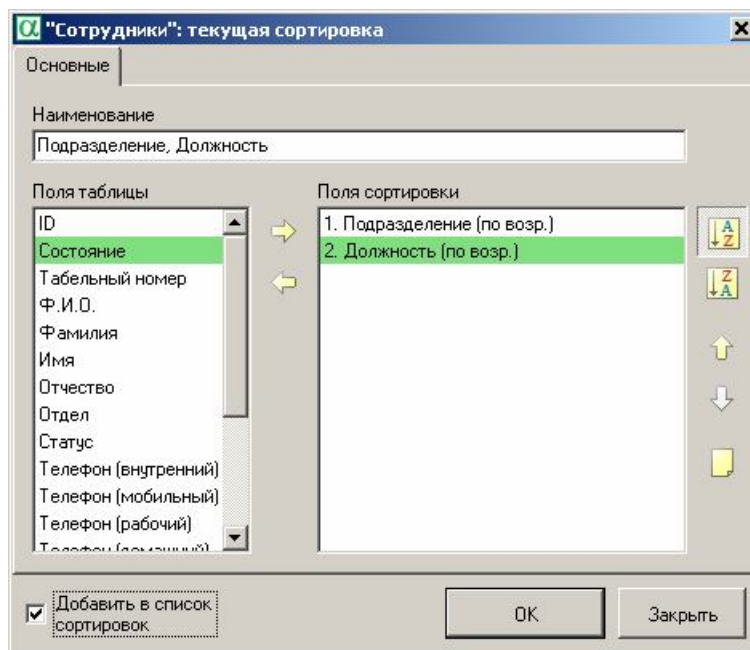 "Сотрудники": текущая сортировка
Основные
Наименование
Подразделение, Должность
Поля таблицы
Поля сортировки
ID
Состояние
Табельный номер
Ф.И.О.
Фамилия
Имя
Отчество
Отдел
Статус
Телефон (внутренний)
Телефон (мобильный)
Телефон (рабочий)
Телефон (домашний)
1. Подразделение (по возр.)
2. Должность (по возр.)
A
Z
Z
A
Добавить в список
сортировок
OK
Закрыть